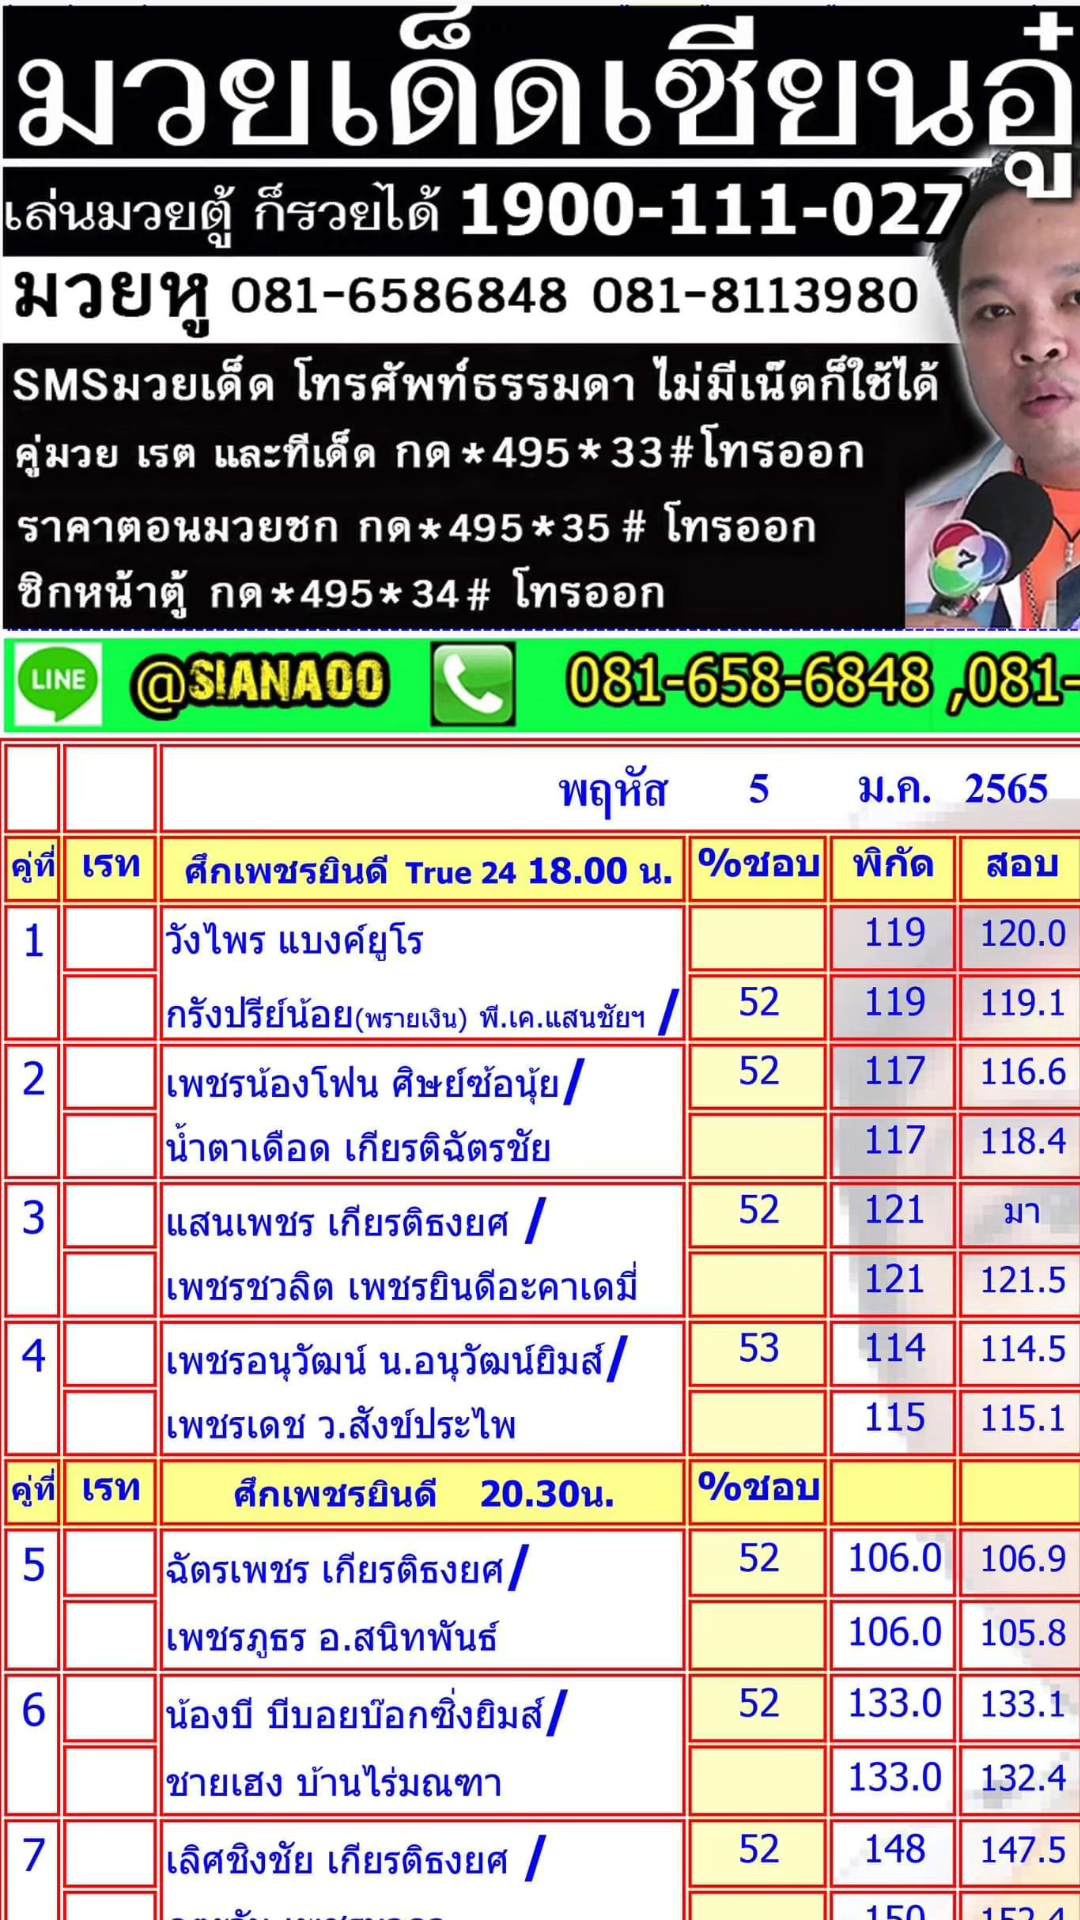 มวยเด็ดเซียนอู๋
เล่นมวยตู้ ก็รวยได้ 1900-111-027
มวยหู 081-6586848 081-8113980
SMSมวยเด็ด โทรศัพท์ธรรมดา ไม่มีเน๊ตก็ใช้ได้
คู่มวย เรต และทีเด็ด กด*495*33#โทรออก
ราคาตอนมวยชก กด*495*35# โทรออก
ซิกหน้าตู้ กด*495*34# โทรออก
7
LINE @SIANAOO 081-658-6848 ,081-
พฤหัส 5 ม.ค. 2565
คู่ที่ เรท ศึกเพชรยินดี True 24 18.00 น. %ชอบ พิกัด สอบ
1 วังไพร แบงค์ยูโร 119 120.0
กรังปรีย์น้อย(พรายเงิน) พี.เค.แสนชัยฯ / 52 119 119.1
2 เพชรน้องโฟน ศิษย์ซ้อนุ้ย/ 52 117 116.6
น้ำตาเดือด เกียรติฉัตรชัย 117 118.4
3 แสนเพชร เกียรติธงยศ / 52 121 มา
เพชรชวลิต เพชรยินดีอะคาเดมี่ 121 121.5
4 เพชรอนุวัฒน์ น.อนุวัฒน์ยิมส์/ 53 114 114.5
เพชรเดช ว.สังข์ประไพ 115 115.1
คู่ที่ เรท ศึกเพชรยินดี 20.30น. %ชอบ
5 ฉัตรเพชร เกียรติธงยศ/ 52 106.0 106.9
เพชรภูธร อ.สนิทพันธ์ 106.0 105.8
6 น้องบี บีบอยบ๊อกซิ่งยิมส์/ 52 133.0 133.1
ชายเฮง บ้านไร่มณฑา 133.0 132.4
7 เลิศชิงชัย เกียรติธงยศ / 52 148 147.5
150 152.4